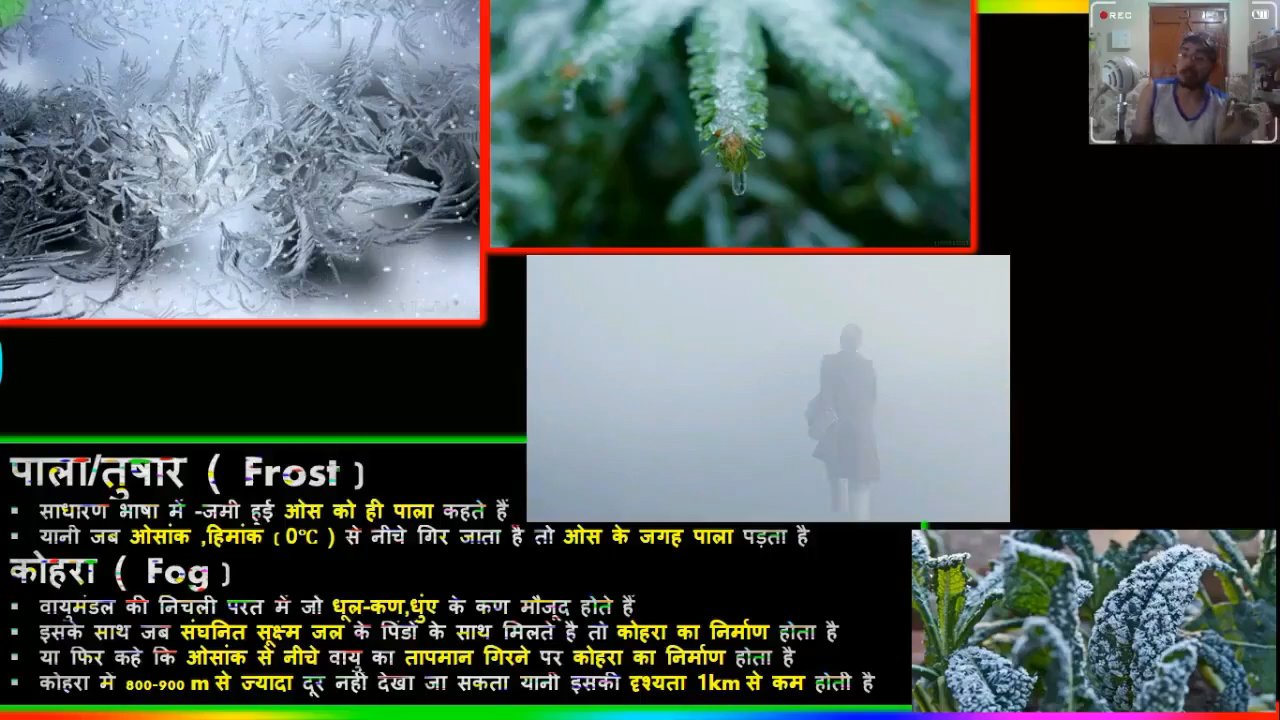 REC
पाला/तुषार ( Frost )
▪ साधारण भाषा में -जमी हुई ओस को ही पाला कहते हैं
▪ यानी जब ओसांक ,हिमांक ( 0°C ) से नीचे गिर जाता है तो ओस के जगह पाला पड़ता है
कोहरा ( Fog )
▪ वायुमंडल की निचली परत में जो धूल-कण,धुंए के कण मौजूद होते हैं
▪ इसके साथ जब संघनित सूक्ष्म जल के पिंडों के साथ मिलते है तो कोहरा का निर्माण होता है
▪ या फिर कहे कि ओसांक से नीचे वायु का तापमान गिरने पर कोहरा का निर्माण होता है
▪ कोहरा मे 800-900 m से ज्यादा दूर नही देखा जा सकता यानी इसकी दृश्यता 1km से कम होती है